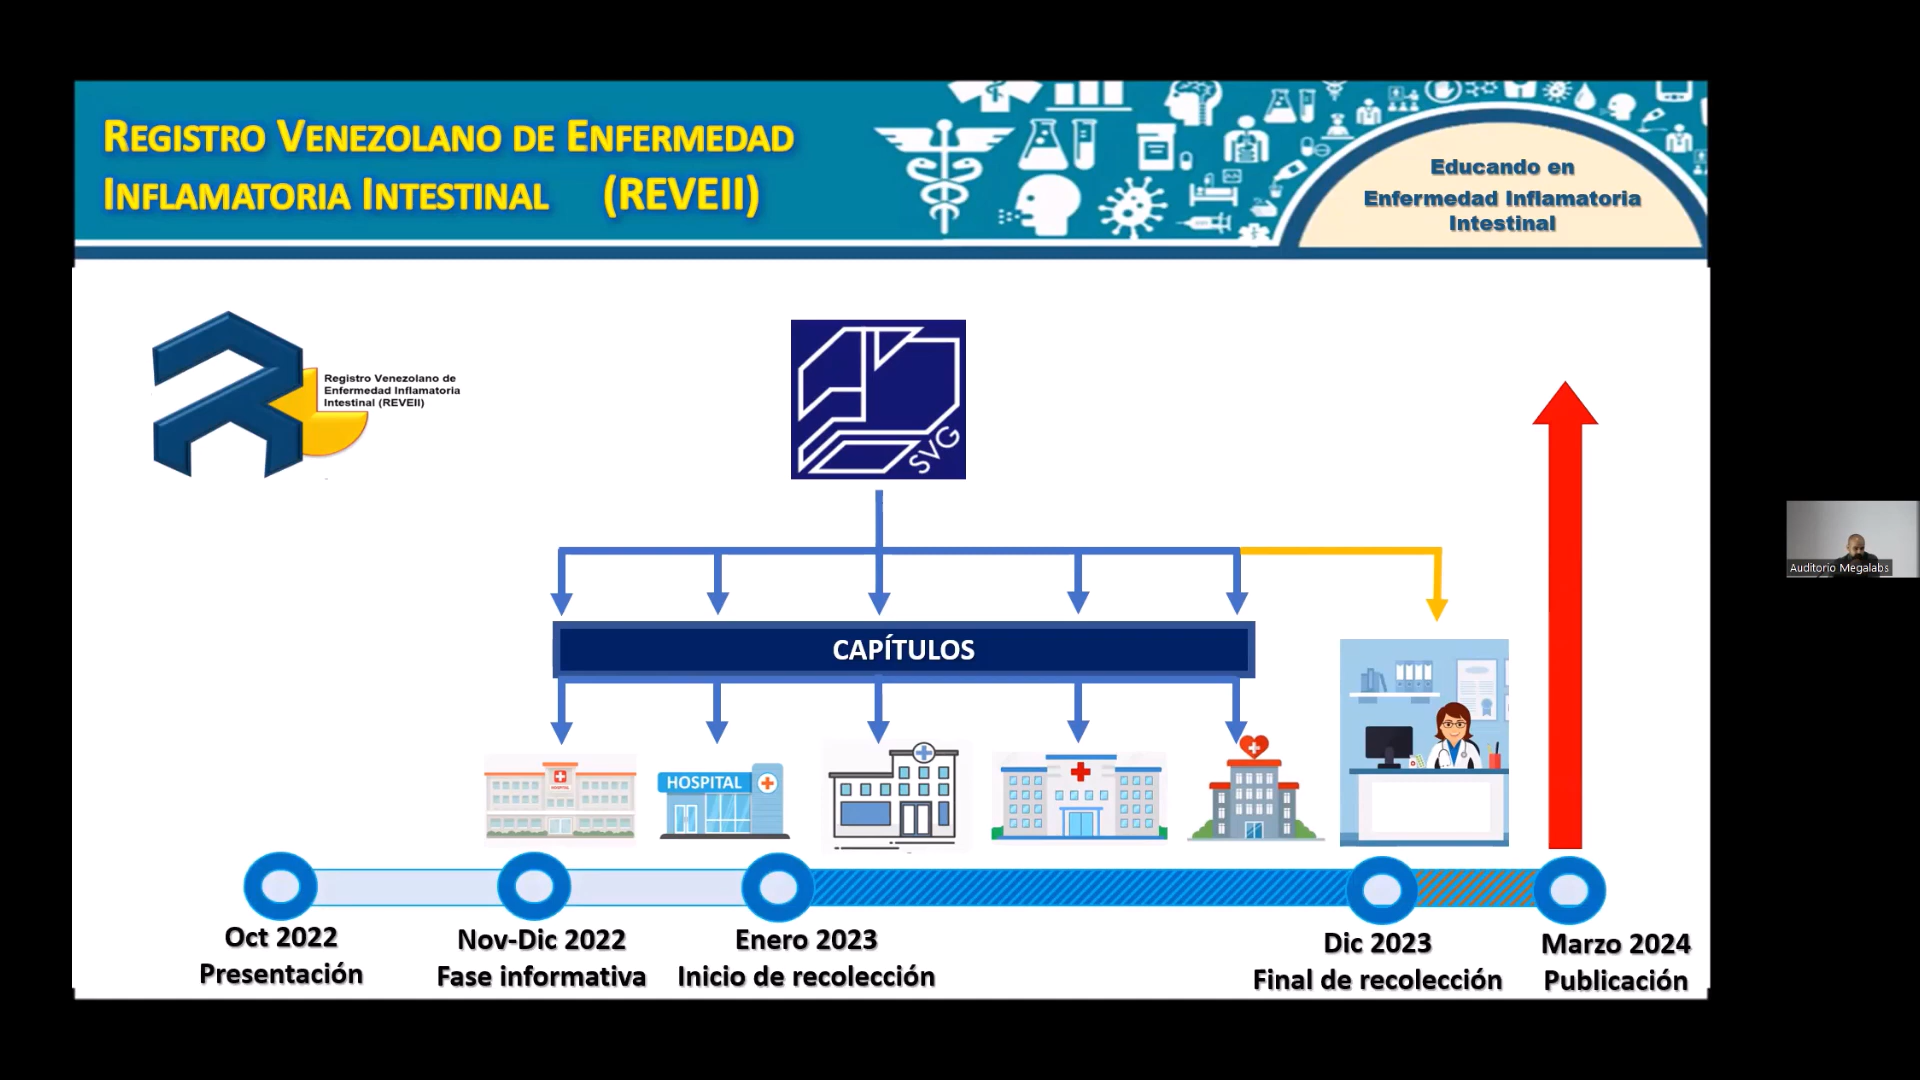 REGISTRO VENEZOLANO DE ENFERMEDAD
INFLAMATORIA INTESTINAL (REVEII)
Educando en
Enfermedad Inflamatoria
Intestinal
Registro Venezolano de
Enfermedad Inflamatoria
Intestinal (REVEII)
SVG
Auditorio Megalabs
CAPÍTULOS
HOSPITAL
HOSPITAL
Oct 2022
Presentación
Nov-Dic 2022
Fase informativa
Enero 2023
Inicio de recolección
Dic 2023
Final de recolección
Marzo 2024
Publicación